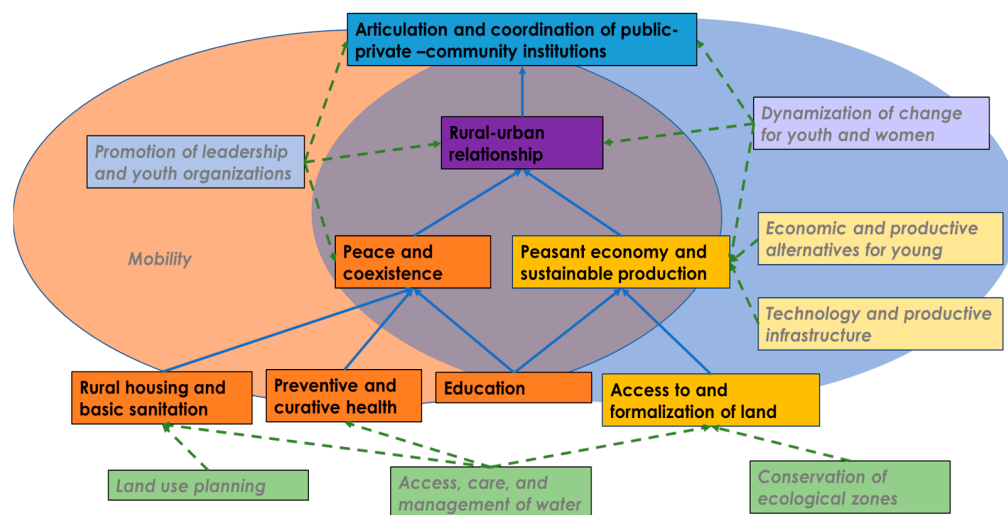 Articulation and coordination of public-
private –community institutions
Promotion of leadership
and youth organizations
Rural-urban
relationship
Dynamization of change
for youth and women
Mobility
Peace and
coexistence
Peasant economy and
sustainable production
Economic and productive
alternatives for young
Technology and productive
infrastructure
Rural housing and
basic sanitation
Preventive and
curative health
Education
Access to and
formalization of land
Land use planning
Access, care, and
management of water
Conservation of
ecological zones